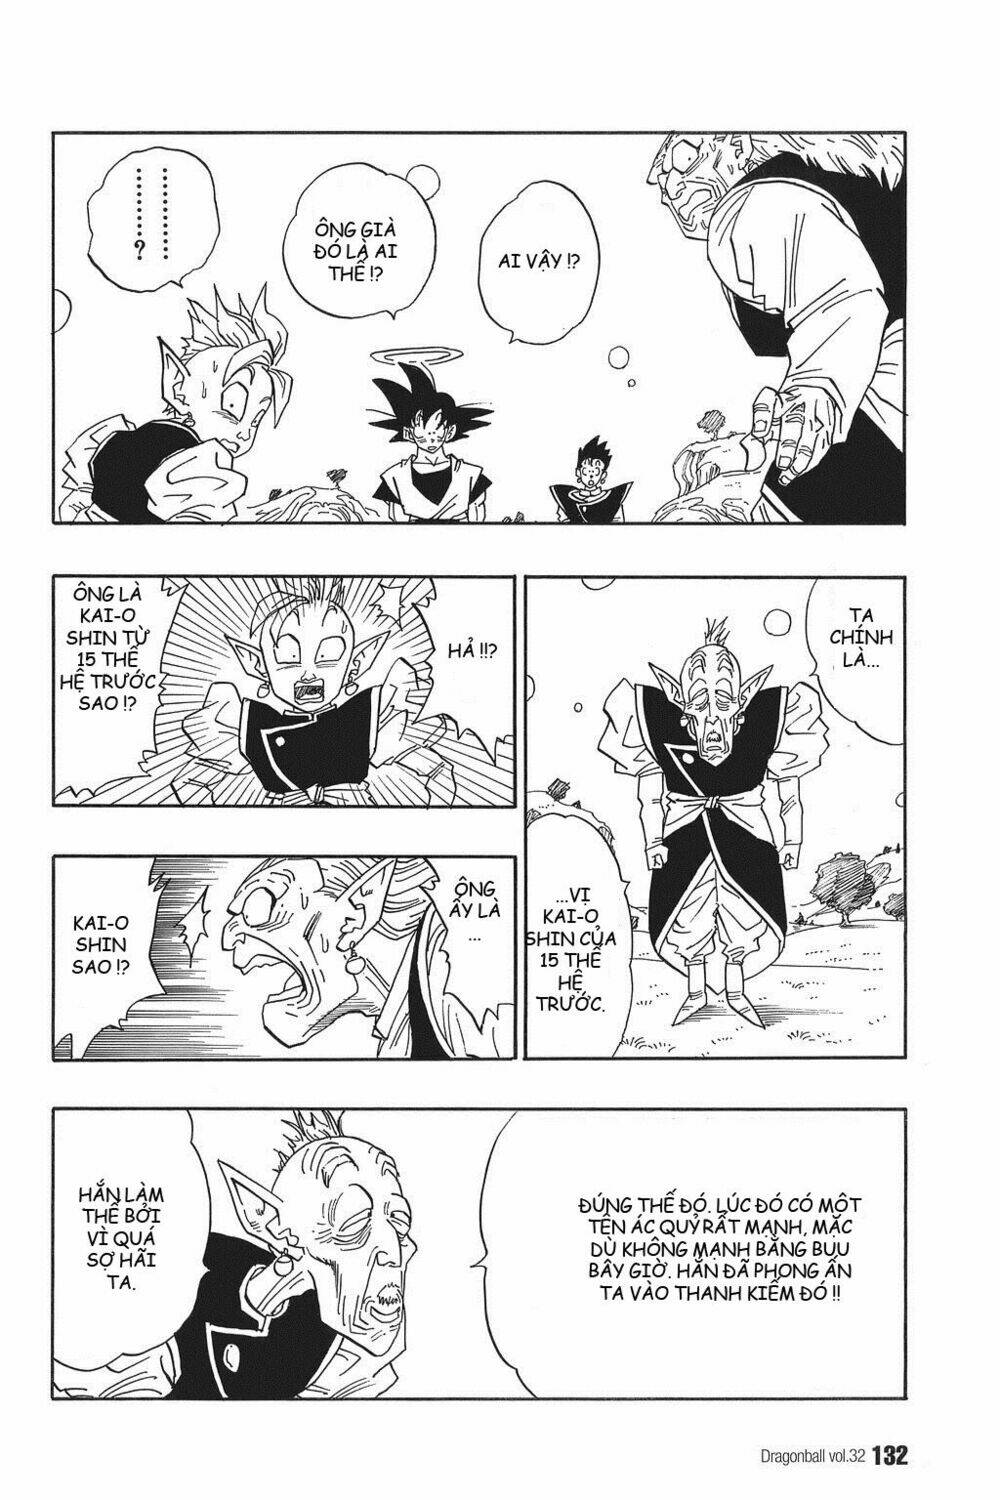 AI VẬY !?
ÔNG GIÀ
ĐÓ LÀ AI
THẾ !?
.........
......?
TA
CHÍNH
LÀ...
...VỊ
KAI-O
SHIN CỦA
15 THẾ
HỆ
TRƯỚC.
HẢ !!?
ÔNG LÀ
KAI-O
SHIN TỪ
15 THẾ
HỆ TRƯỚC
SAO !?
ÔNG
ẤY LÀ
...
KAI-O
SHIN
SAO !?
ĐÚNG THẾ ĐÓ. LÚC ĐÓ CÓ MỘT
TÊN ÁC QUỶ RẤT MẠNH, MẶC
DÙ KHÔNG MẠNH BẰNG BUU
BÂY GIỜ. HẮN ĐÃ PHONG ẤN
TA VÀO THANH KIẾM ĐÓ !!
HẮN LÀM
THẾ BỞI
VÌ QUÁ
SỢ HÃI
TA.
Dragonball vol.32 132